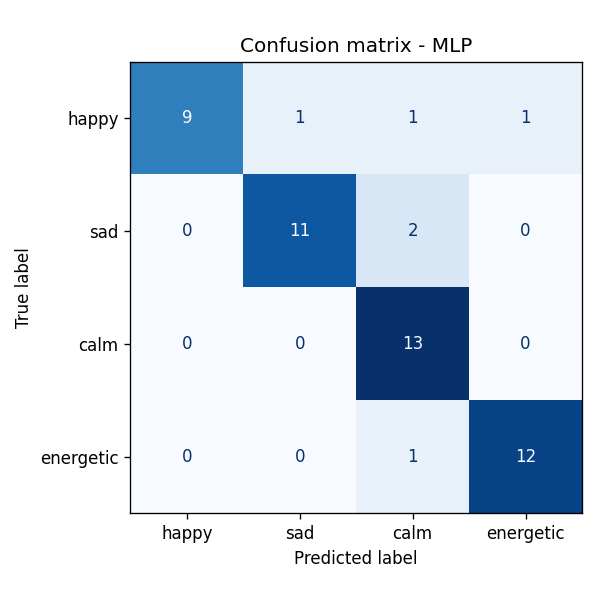 Confusion matrix - MLP
True label
happy 9 1 1 1
sad 0 11 2 0
calm 0 0 13 0
energetic 0 0 1 12
happy sad calm energetic
Predicted label